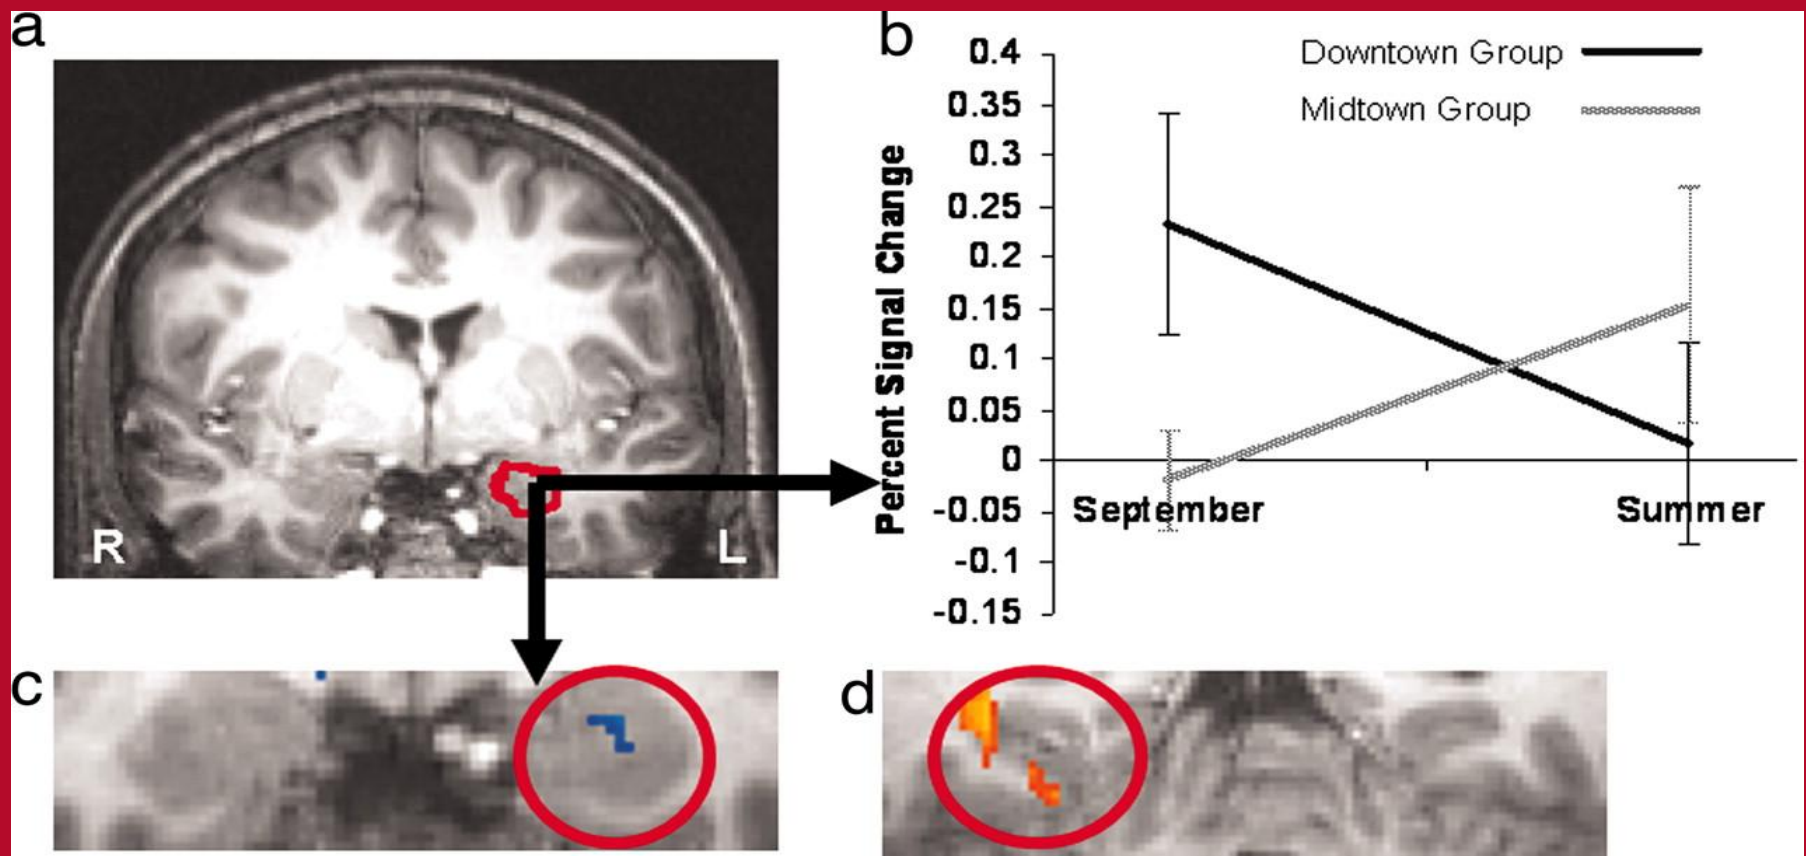 a
R
L
b
Downtown Group
Midtown Group
Percent Signal Change
0.4
0.35
0.3
0.25
0.2
0.15
0.1
0.05
0
-0.05
-0.1
-0.15
September
Summer
c
d